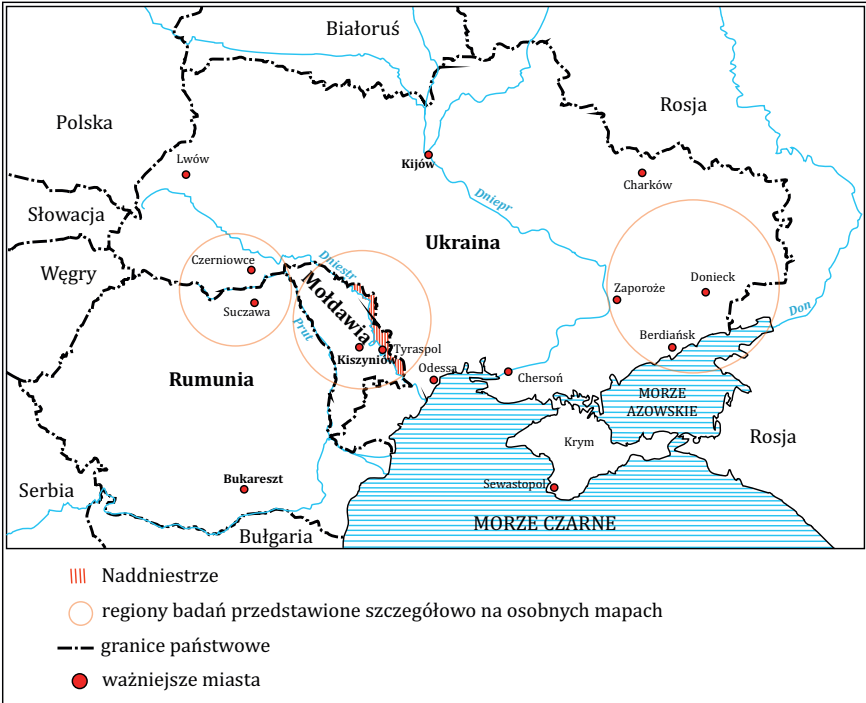 Białoruś
Polska
Rosja
Lwów
Kijów
Charków
Słowacja
Dniepr
Ukraina
Węgry
Czerniowce
Dniestr
Suczawa
Mołdawia
Prut
Zaporoże
Donieck
Don
Berdiańsk
Kiszyniów
Tyraspol
Rumunia
Odessa
Chersoń
MORZE
AZOWSKIE
Krym
Rosja
Sewastopol
Bukareszt
Serbia
Bułgaria
MORZE CZARNE
Naddniestrze
regiony badań przedstawione szczegółowo na osobnych mapach
granice państwowe
ważniejsze miasta